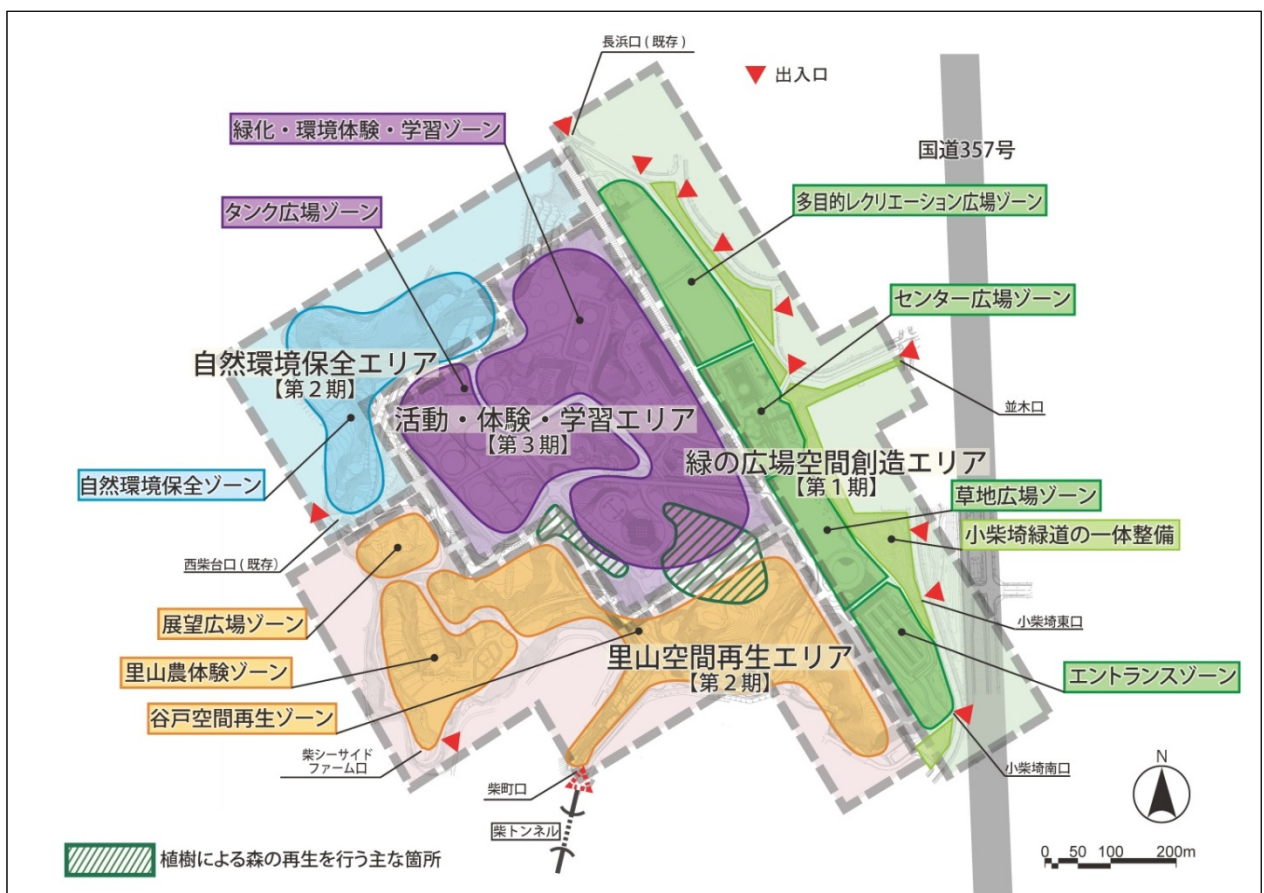 長浜口(既存)
出入口
国道357号
緑化・環境体験・学習ゾーン
タンク広場ゾーン
多目的レクリエーション広場ゾーン
センター広場ゾーン
自然環境保全エリア
【第2期】
活動・体験・学習エリア
【第3期】
並木口
緑の広場空間創造エリア
【第1期】
自然環境保全ゾーン
草地広場ゾーン
小柴埼緑道の一体整備
西柴台口(既存)
展望広場ゾーン
小柴埼東口
里山農体験ゾーン
里山空間再生エリア
【第2期】
エントランスゾーン
谷戸空間再生ゾーン
柴シーサイド
ファーム口
小柴埼南口
柴町口
柴トンネル
N
植樹による森の再生を行う主な箇所
0 50 100 200m